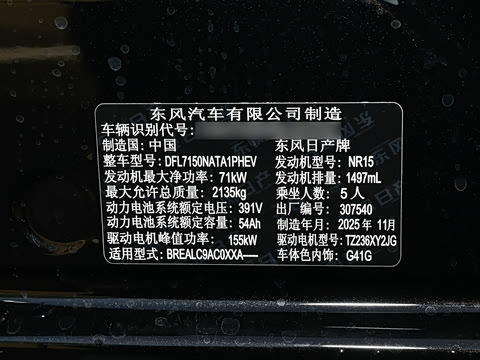 东风汽车有限公司制造
车辆识别代号：
制造国：中国 东风日产牌
整车型号：DFL7150NATA1PHEV 发动机型号：NR15
发动机最大净功率：71kW 发动机排量：1497mL
最大允许总质量：2135kg 乘坐人数：5人
动力电池系统额定电压：391V 出厂编号：307540
动力电池系统额定容量：54Ah 制造年月：2025年11月
驱动电机峰值功率：155kW 驱动电机型号：TZ236XY2JG
适用型号：BREALC9AC0XXA— 车体色内饰：G41G